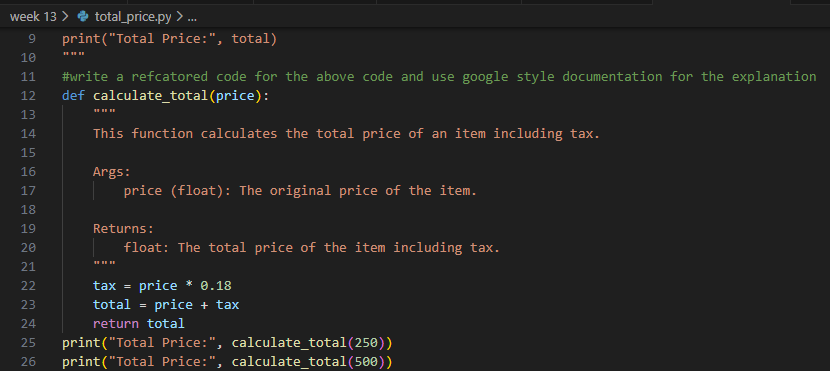 week 13 > total_price.py > ...
9 print("Total Price:", total)
10 """
11 #write a refcatored code for the above code and use google style documentation for the explanation
12 def calculate_total(price):
13     """
14     This function calculates the total price of an item including tax.
15
16     Args:
17         price (float): The original price of the item.
18
19     Returns:
20         float: The total price of the item including tax.
21     """
22     tax = price * 0.18
23     total = price + tax
24     return total
25 print("Total Price:", calculate_total(250))
26 print("Total Price:", calculate_total(500))